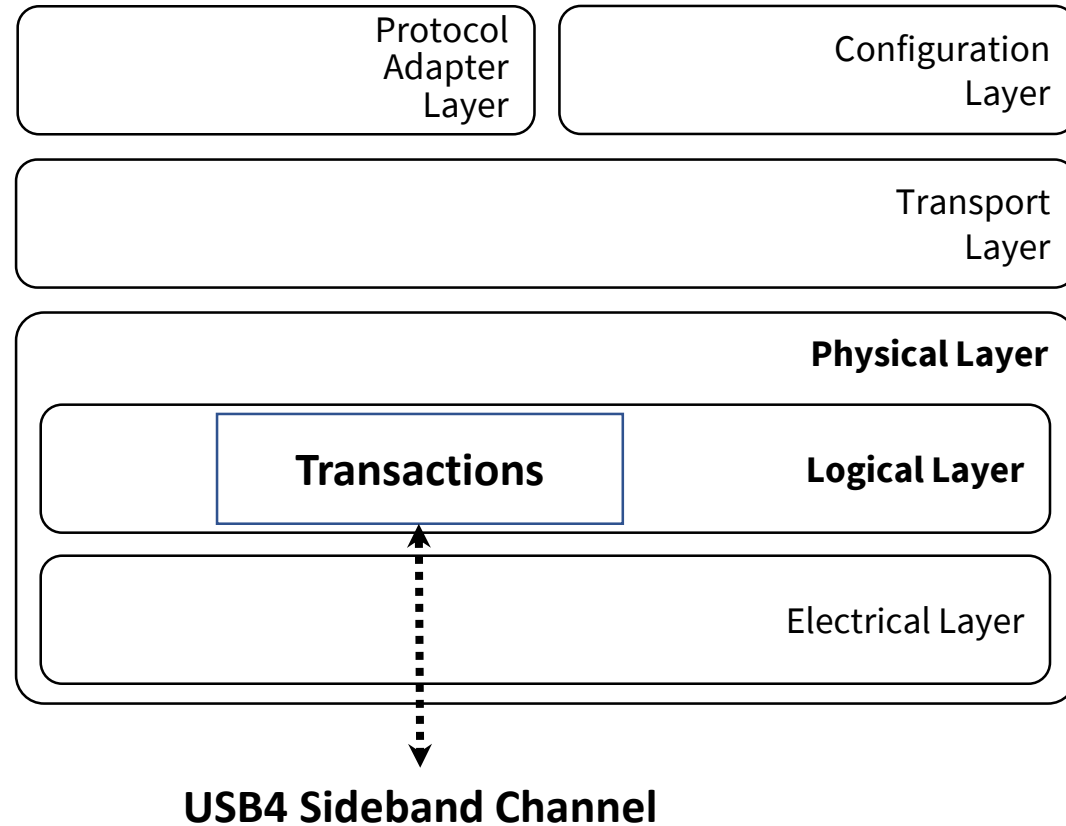 Protocol
Adapter
Layer
Configuration
Layer
Transport
Layer
Physical Layer
Transactions
Logical Layer
Electrical Layer
USB4 Sideband Channel